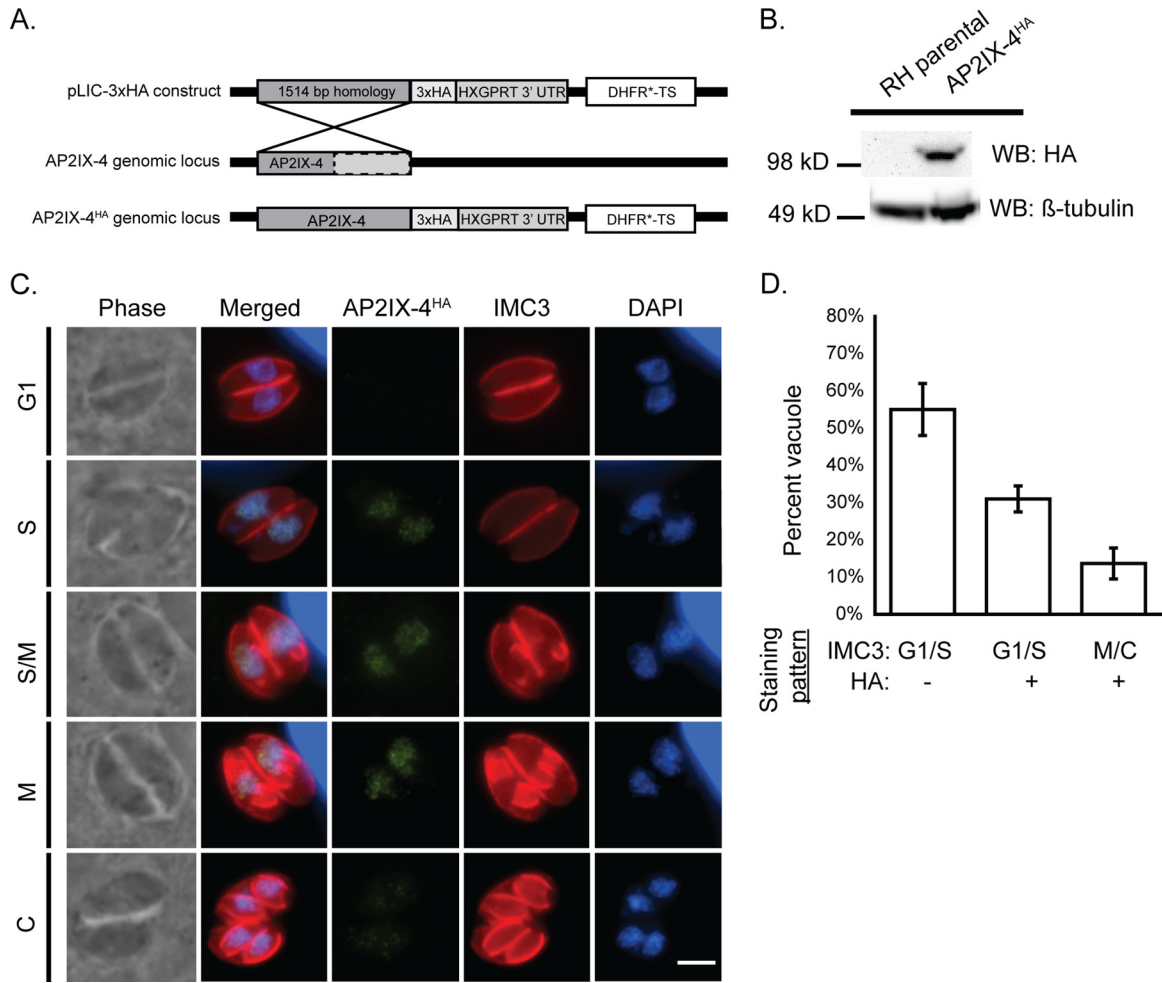 A.
pLIC-3xHA construct
1514 bp homology
3xHA
HXGPRT 3' UTR
DHFR*-TS
AP2IX-4 genomic locus
AP2IX-4
AP2IX-4HA genomic locus
AP2IX-4
3xHA
HXGPRT 3' UTR
DHFR*-TS
B.
RH parental
AP2IX-4HA
98 kD
WB: HA
49 kD
WB: ß-tubulin
C.
Phase Merged AP2IX-4HA IMC3 DAPI
G1
S
S/M
M
C
D.
Percent vacuole
80%
70%
60%
50%
40%
30%
20%
10%
0%
Staining
pattern
IMC3: G1/S G1/S M/C
HA: - + +